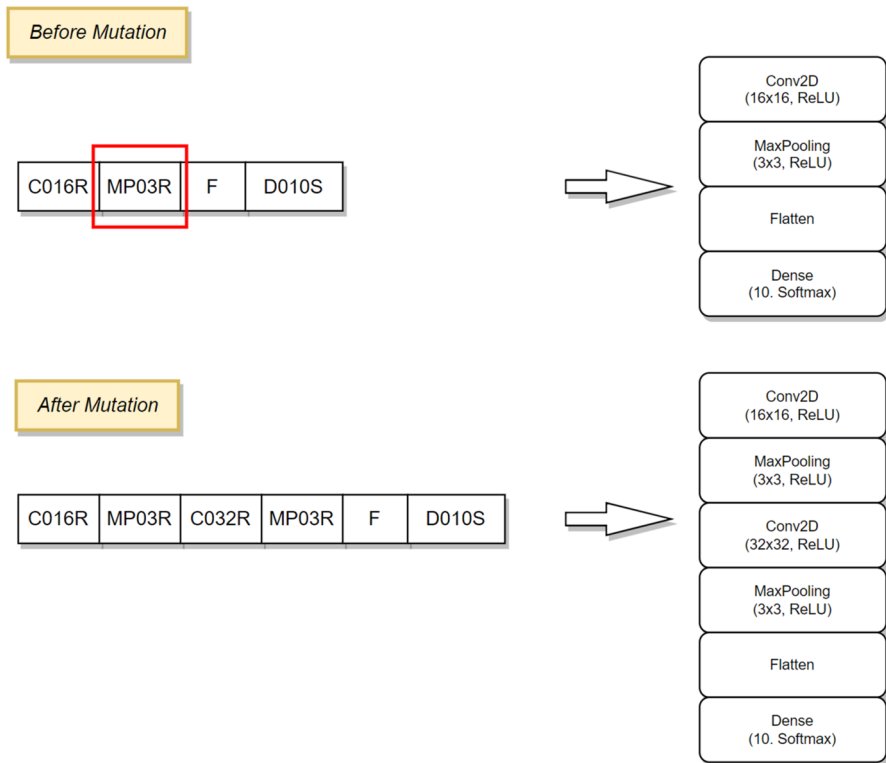 Before Mutation
C016R MP03R F D010S
Conv2D
(16x16, ReLU)
MaxPooling
(3x3, ReLU)
Flatten
Dense
(10. Softmax)
After Mutation
C016R MP03R C032R MP03R F D010S
Conv2D
(16x16, ReLU)
MaxPooling
(3x3, ReLU)
Conv2D
(32x32, ReLU)
MaxPooling
(3x3, ReLU)
Flatten
Dense
(10. Softmax)